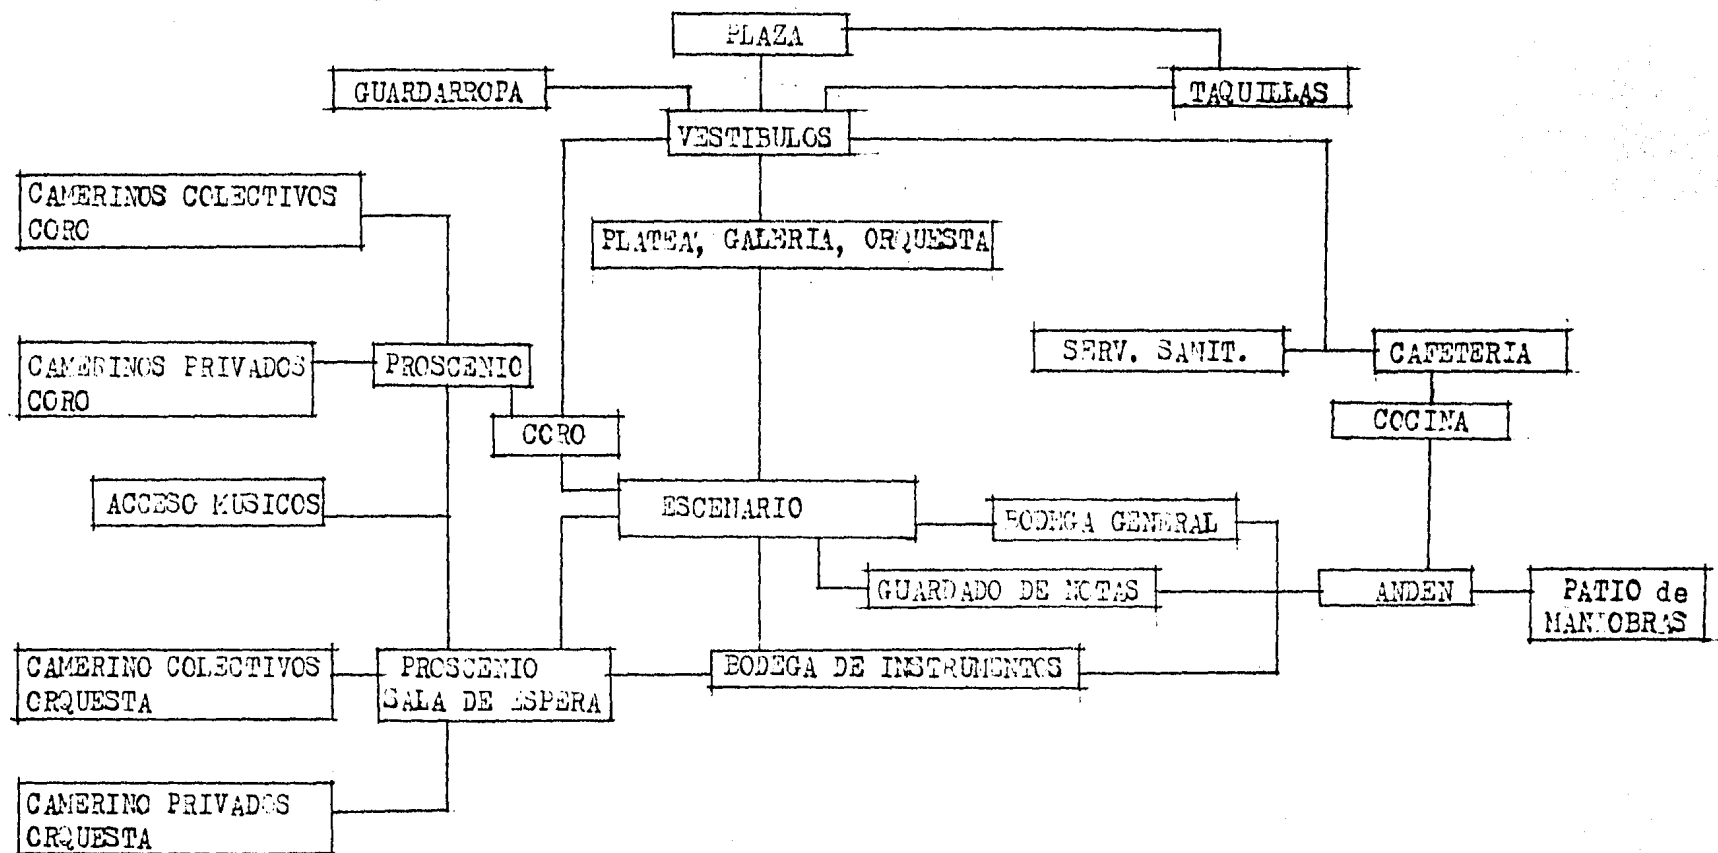 PLAZA
GUARDARROPA
TAQUILLAS
VESTIBULOS
CAMERINOS COLECTIVOS
CORO
PLATEA, GALERIA, ORQUESTA
SERV. SANIT.
CAFETERIA
CAMERINOS PRIVADOS
CORO
PROSCENIO
CORO
COCINA
ACCESO MUSICOS
ESCENARIO
BODEGA GENERAL
GUARDADO DE NOTAS
ANDEN
PATIO de
MANIOBRAS
CAMERINO COLECTIVOS
ORQUESTA
PROSCENIO
SALA DE ESPERA
BODEGA DE INSTRUMENTOS
CAMERINO PRIVADOS
ORQUESTA